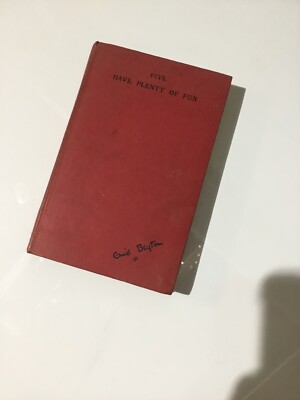 FIVE
HAVE PLENTY OF FUN
Enid Blyton